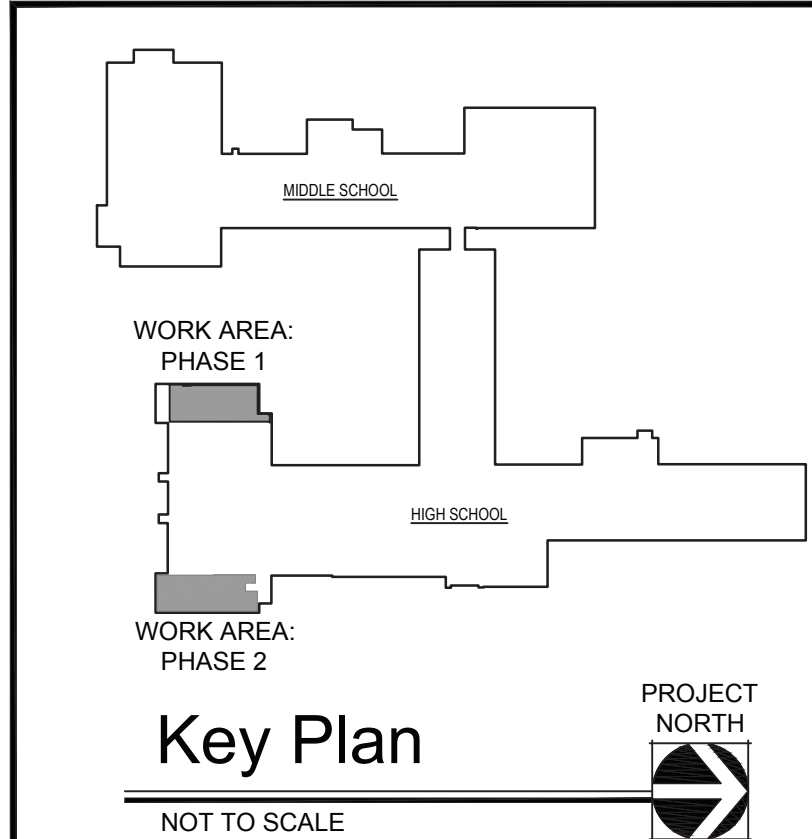 MIDDLE SCHOOL
WORK AREA:
PHASE 1
HIGH SCHOOL
WORK AREA:
PHASE 2
PROJECT
NORTH
Key Plan
NOT TO SCALE